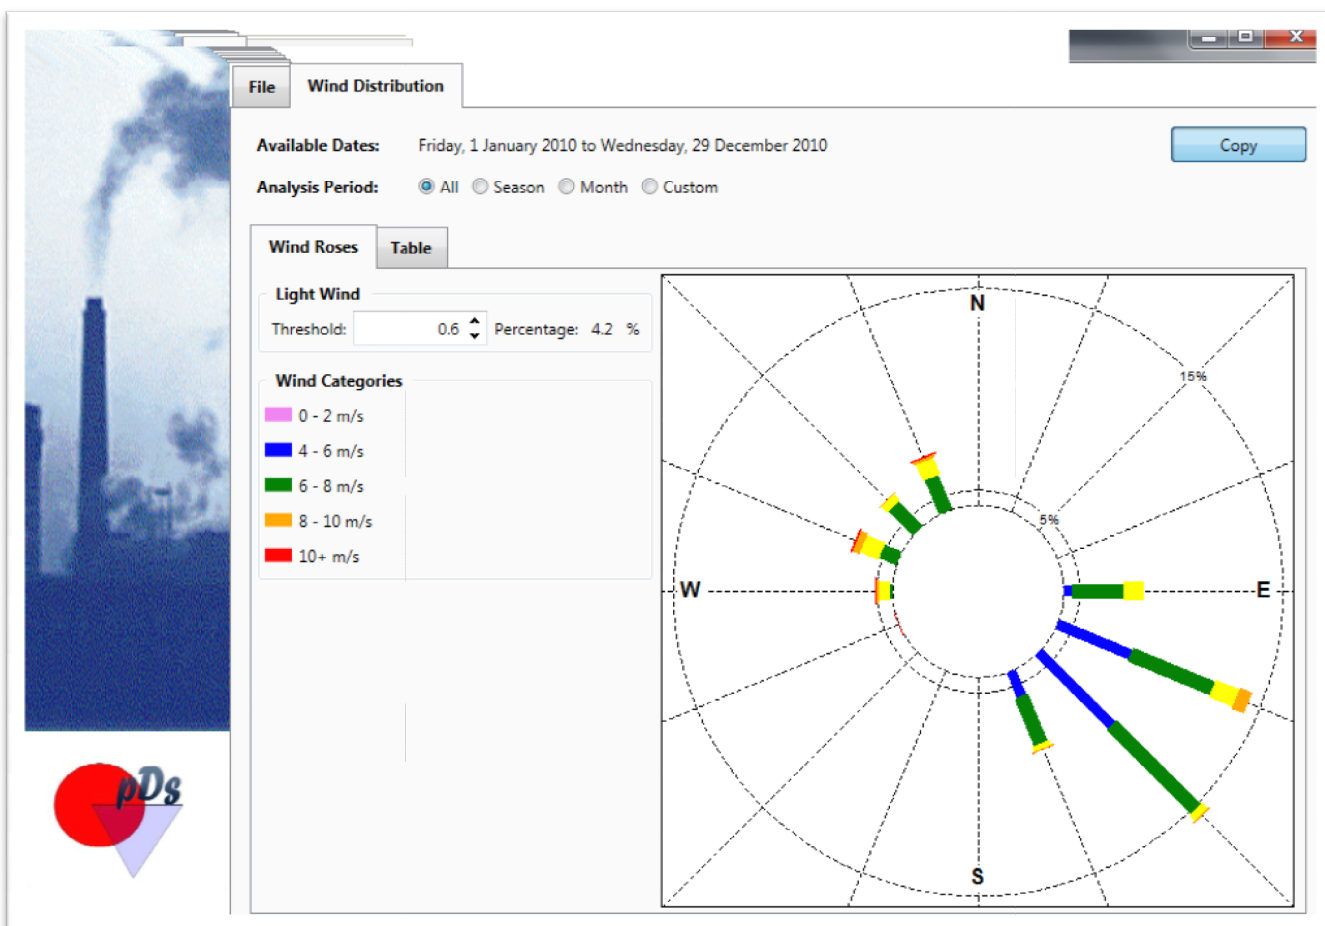 File
Wind Distribution
Available Dates: Friday, 1 January 2010 to Wednesday, 29 December 2010
Copy
Analysis Period: All Season Month Custom
Wind Roses
Table
Light Wind
Threshold: 0.6 Percentage: 4.2 %
Wind Categories
0 - 2 m/s
4 - 6 m/s
6 - 8 m/s
8 - 10 m/s
10+ m/s
N
15%
5%
W
E
S
pDs